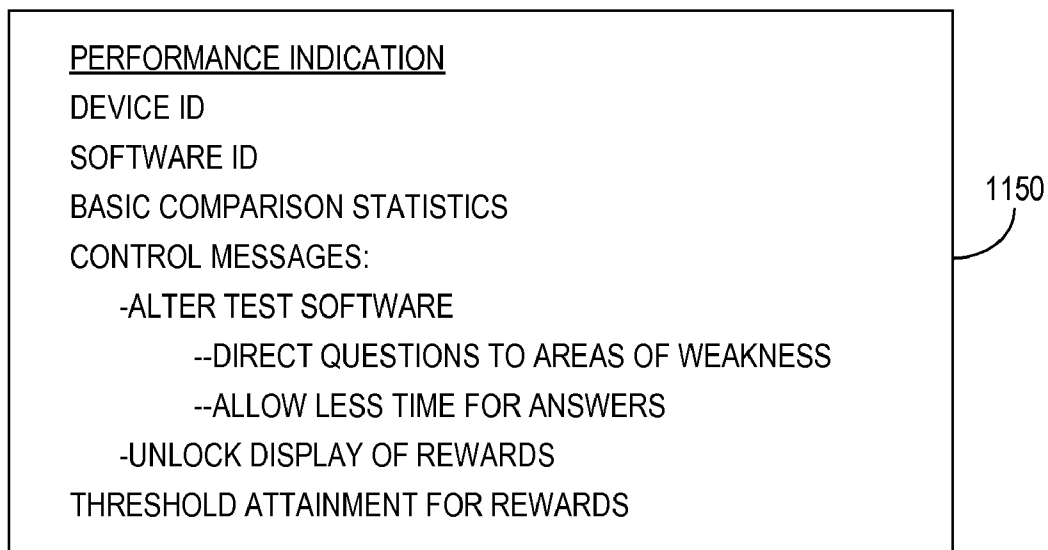 PERFORMANCE INDICATION
DEVICE ID
SOFTWARE ID
BASIC COMPARISON STATISTICS
CONTROL MESSAGES:
-ALTER TEST SOFTWARE
--DIRECT QUESTIONS TO AREAS OF WEAKNESS
--ALLOW LESS TIME FOR ANSWERS
-UNLOCK DISPLAY OF REWARDS
THRESHOLD ATTAINMENT FOR REWARDS
1150